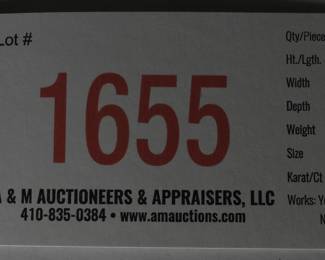 Lot #
1655
A & M AUCTIONEERS & APPRAISERS, LLC
410-835-0384 • www.amauctions.com
Qty/Piece
Ht./Lgth.
Width
Depth
Weight
Size
Karat/Ct
Works: Y
N